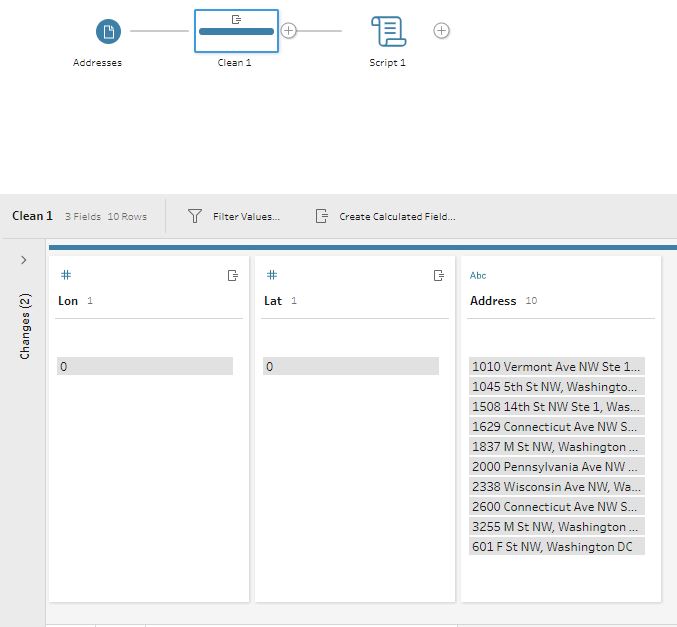 Addresses
Clean 1
Script 1
Clean 1 3 Fields 10 Rows Filter Values... Create Calculated Field...
Changes (2)
# # Abc
Lon 1 Lat 1 Address 10
0 0 1010 Vermont Ave NW Ste 1...
1045 5th St NW, Washingto...
1508 14th St NW Ste 1, Was...
1629 Connecticut Ave NW S...
1837 M St NW, Washington ...
2000 Pennsylvania Ave NW ...
2338 Wisconsin Ave NW, Wa...
2600 Connecticut Ave NW S...
3255 M St NW, Washington ...
601 F St NW, Washington DC